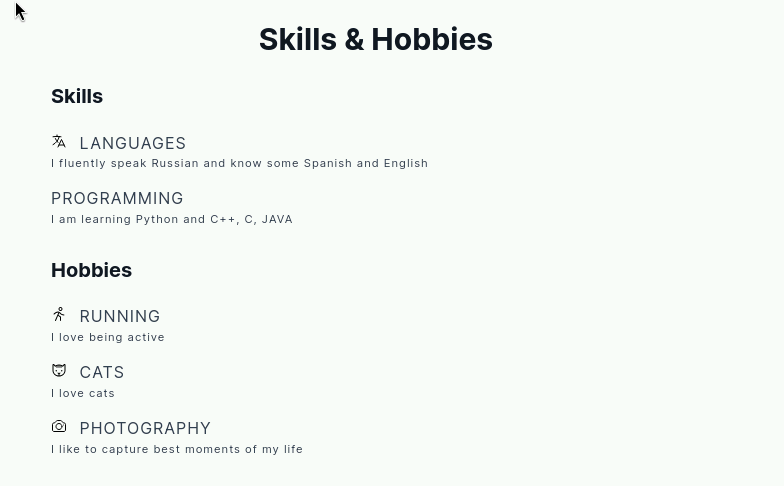 Skills & Hobbies
Skills
LANGUAGES
I fluently speak Russian and know some Spanish and English
PROGRAMMING
I am learning Python and C++, C, JAVA
Hobbies
RUNNING
I love being active
CATS
I love cats
PHOTOGRAPHY
I like to capture best moments of my life